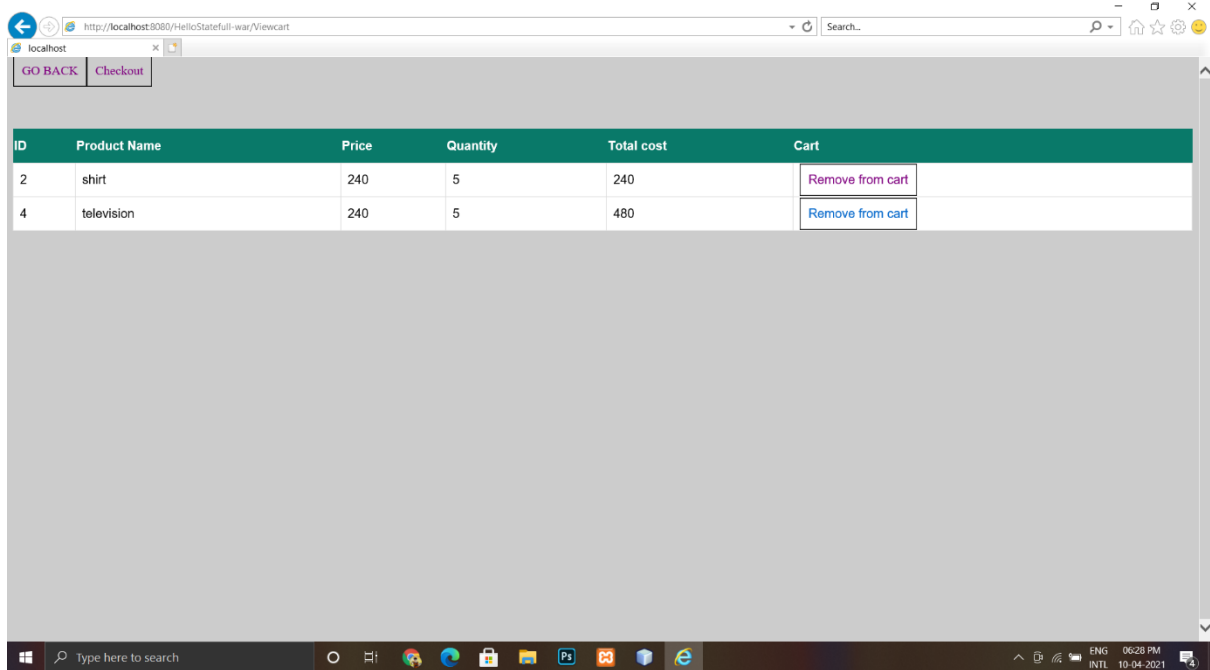 http://localhost:8080/HelloStatefull-war/Viewcart
Search...
localhost
GO BACK Checkout
ID Product Name Price Quantity Total cost Cart
2 shirt 240 5 240 Remove from cart
4 television 240 5 480 Remove from cart
Type here to search
Ps
ENG 06:28 PM
INTL 10-04-2021
4